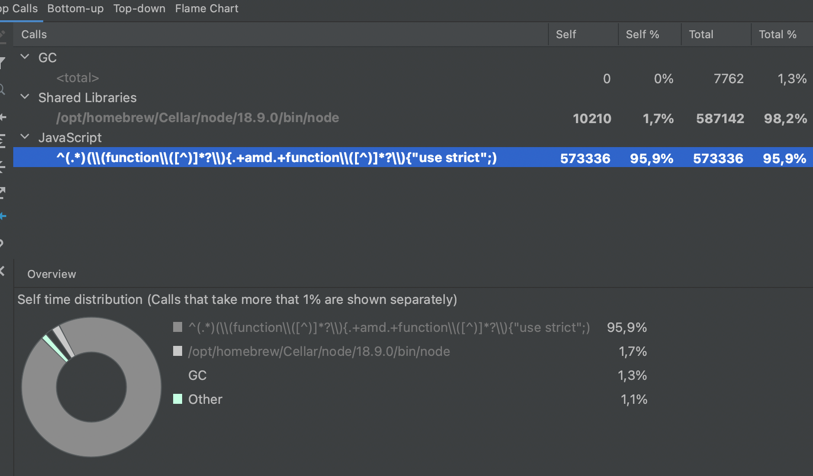 Calls Bottom-up Top-down Flame Chart
Calls Self Self % Total Total %
GC
<total> 0 0% 7762 1,3%
Shared Libraries
/opt/homebrew/Cellar/node/18.9.0/bin/node 10210 1,7% 587142 98,2%
JavaScript
^(.*)(\\(function\\([^)]*?\\){.+amd.+function\\([^)]*?\\){"use strict";) 573336 95,9% 573336 95,9%
Overview
Self time distribution (Calls that take more that 1% are shown separately)
^(.*)(\\(function\\([^)]*?\\){.+amd.+function\\([^)]*?\\){"use strict";) 95,9%
/opt/homebrew/Cellar/node/18.9.0/bin/node 1,7%
GC 1,3%
Other 1,1%